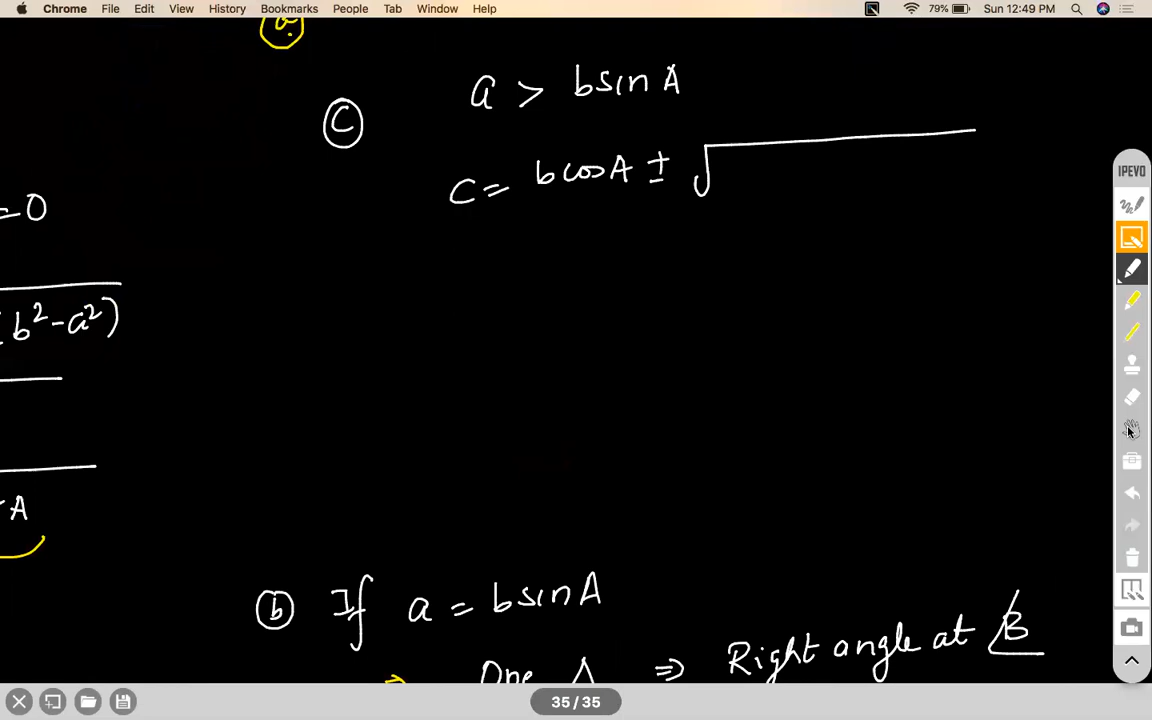 Chrome File Edit View History Bookmarks People Tab Window Help 79% Sun 12:49 PM
a.
a > bsinA
C
IPEVO
c = bcosA ± √
=0
(b²-a²)
A
b If a = bsinA
Right angle at B
One Δ ⇒
35 / 35